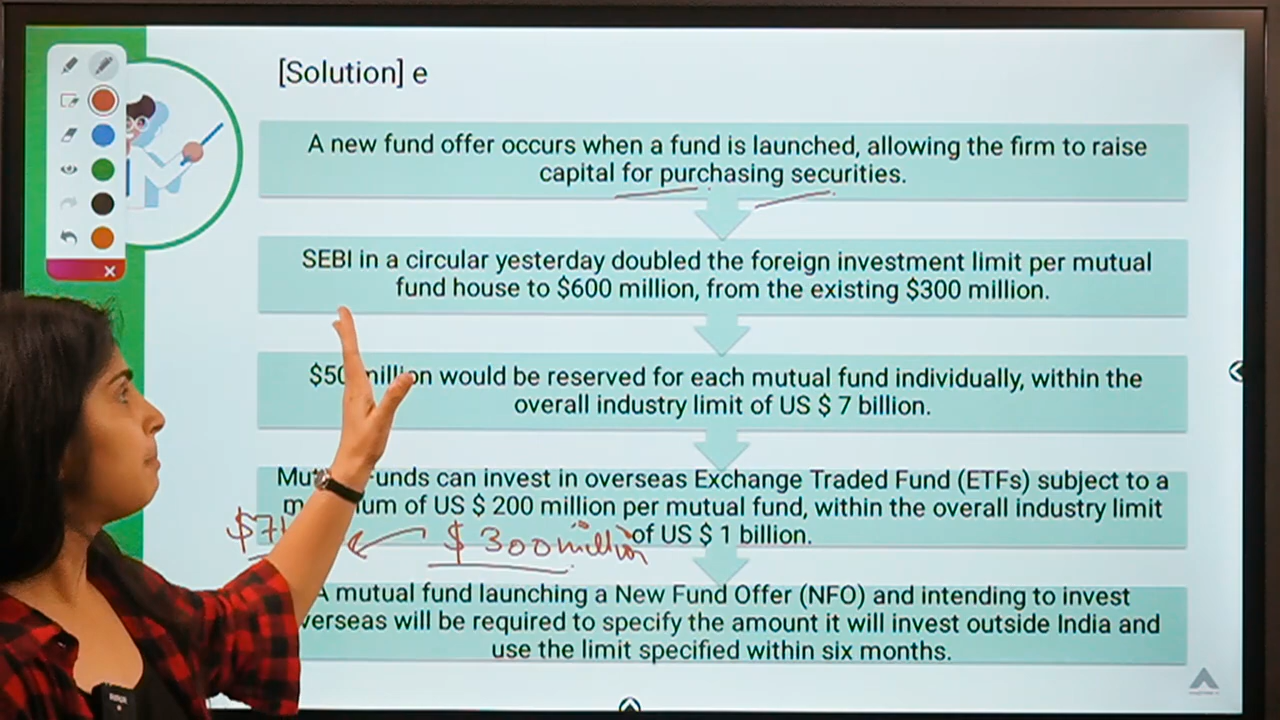 [Solution] e
A new fund offer occurs when a fund is launched, allowing the firm to raise
capital for purchasing securities.
SEBI in a circular yesterday doubled the foreign investment limit per mutual
fund house to $600 million, from the existing $300 million.
would be reserved for each mutual fund individually, within the
overall industry limit of US $ 7 billion.
can invest in overseas Exchange Traded Fund (ETFs) subject to a
of US $ 200 million per mutual fund, within the overall industry limit
of US $ 1 billion.
$ 300 million
A mutual fund launching a New Fund Offer (NFO) and intending to invest
will be required to specify the amount it will invest outside India and
use the limit specified within six months.